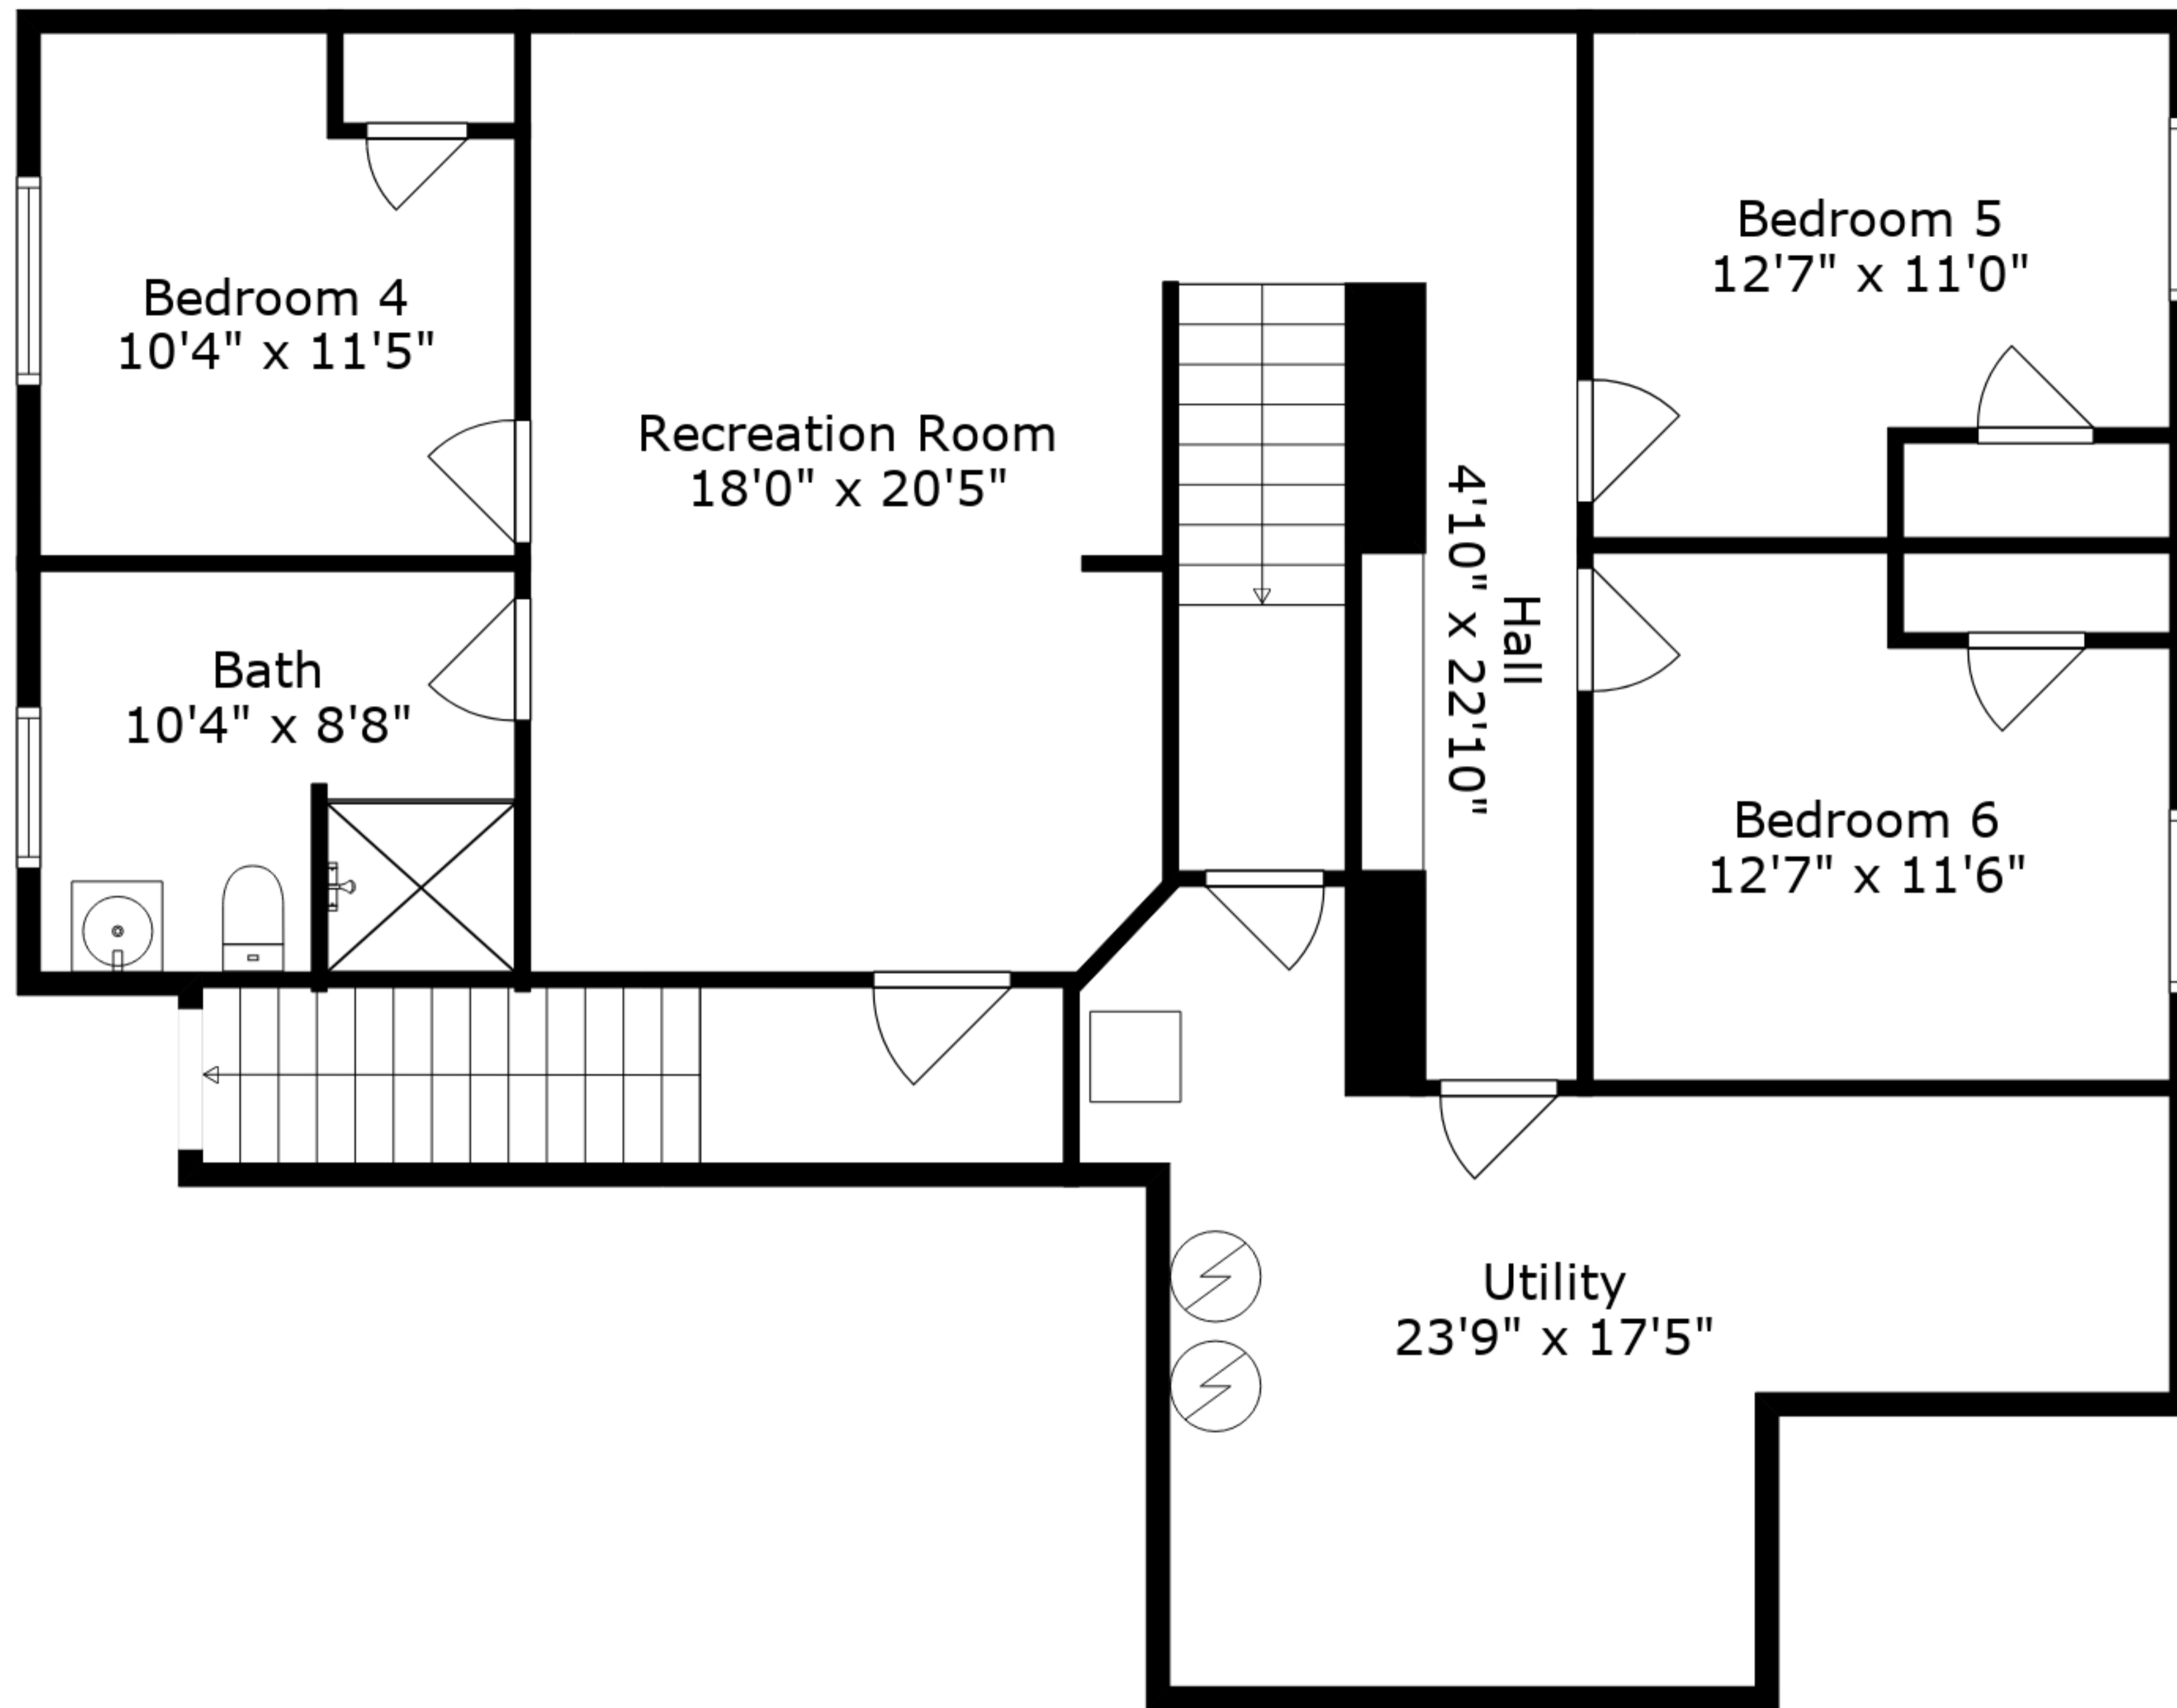 Bedroom 4
10'4" x 11'5"
Recreation Room
18'0" x 20'5"
Bedroom 5
12'7" x 11'0"
Bath
10'4" x 8'8"
Hall
4'10" x 22'10"
Bedroom 6
12'7" x 11'6"
Utility
23'9" x 17'5"